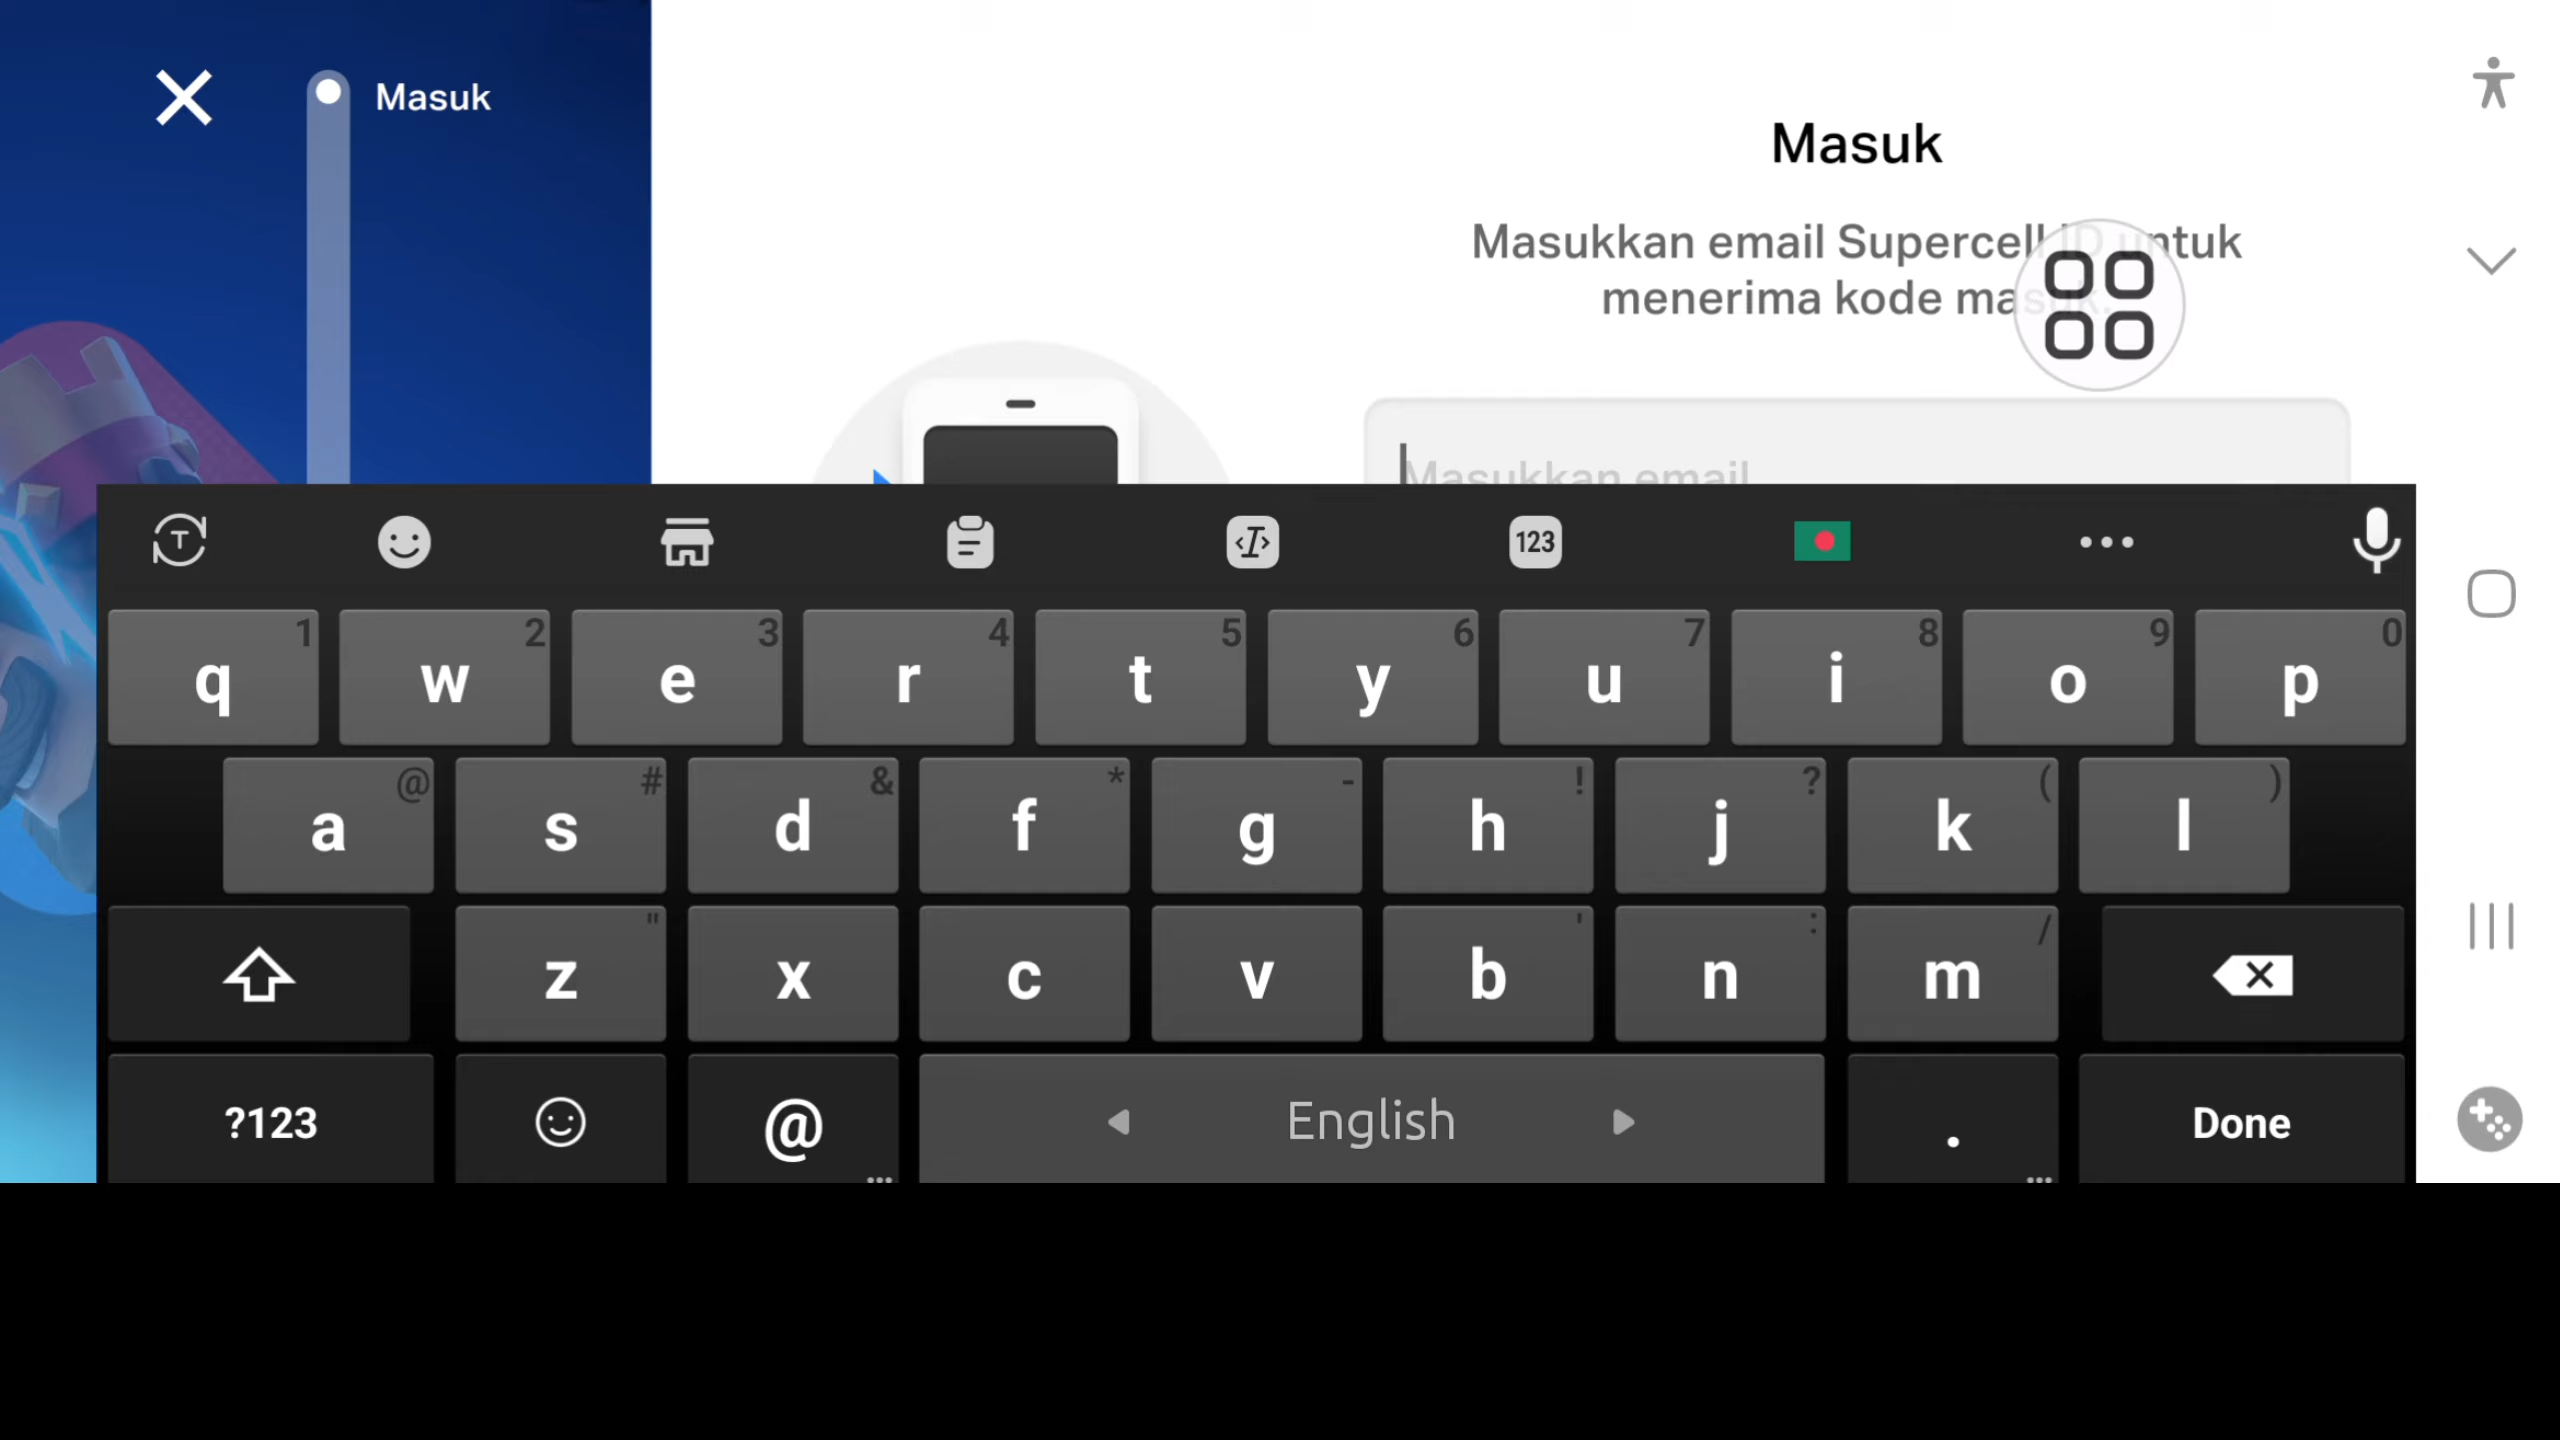 Masuk
Masuk
Masukkan email Supercell ID untuk
menerima kode masuk.
Masukkan email
123
1 2 3 4 5 6 7 8 9 0
q w e r t y u i o p
@ # & * - ! ? ( )
a s d f g h j k l
" ' : /
z x c v b n m
?123 @ English . Done